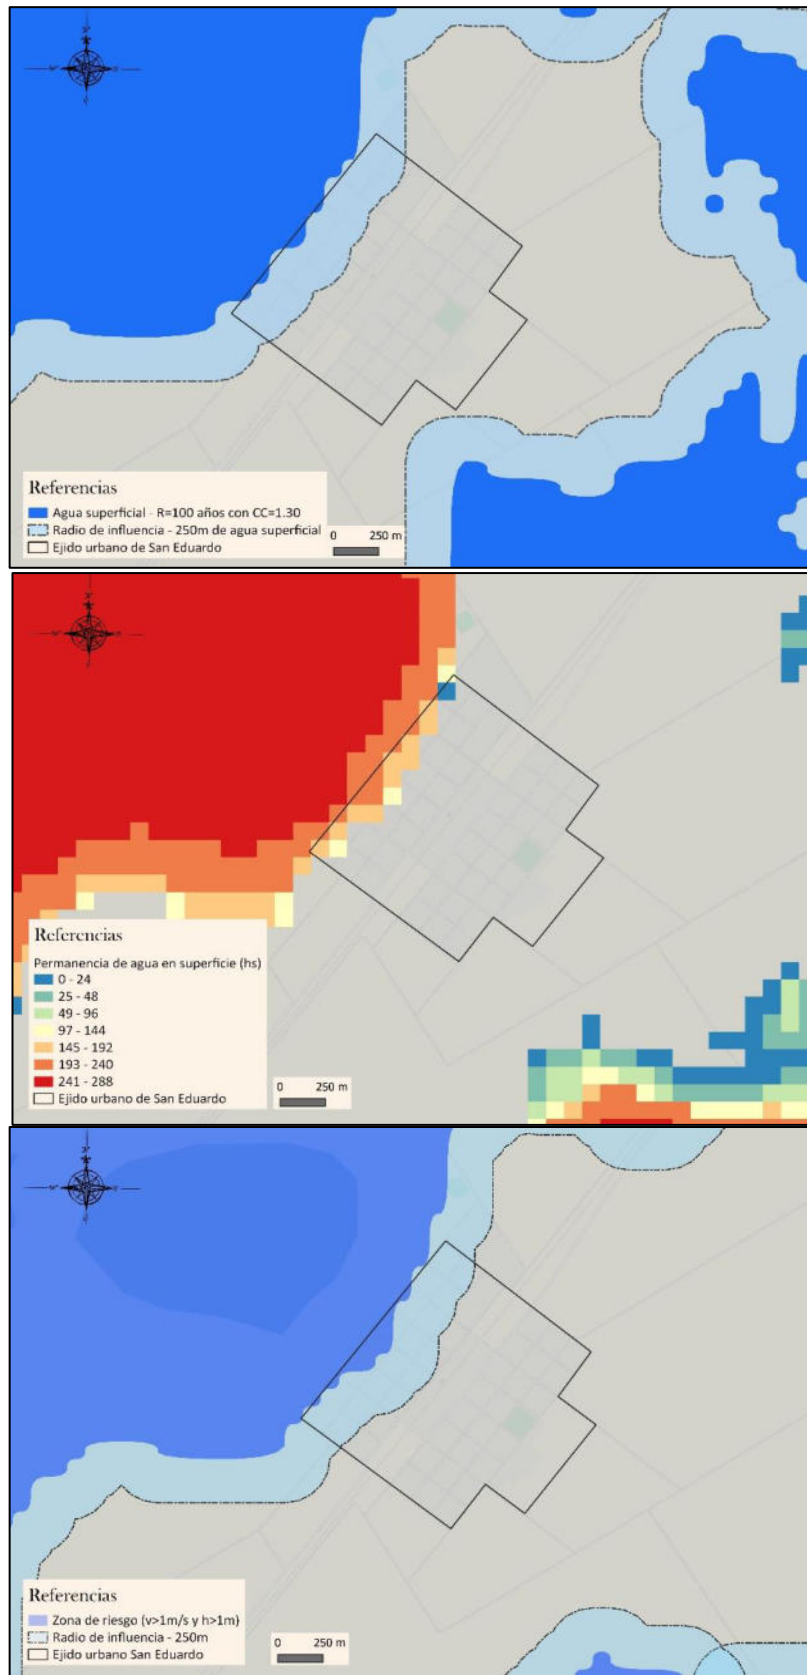 Referencias
Agua superficial - R=100 años con CC=1.30
Radio de influencia - 250m de agua superficial
Ejido urbano de San Eduardo
0 250 m
Referencias
Permanencia de agua en superficie (hs)
0 - 24
25 - 48
49 - 96
97 - 144
145 - 192
193 - 240
241 - 288
Ejido urbano de San Eduardo
0 250 m
Referencias
Zona de riesgo (v>1m/s y h>1m)
Radio de influencia - 250m
Ejido urbano San Eduardo
0 250 m